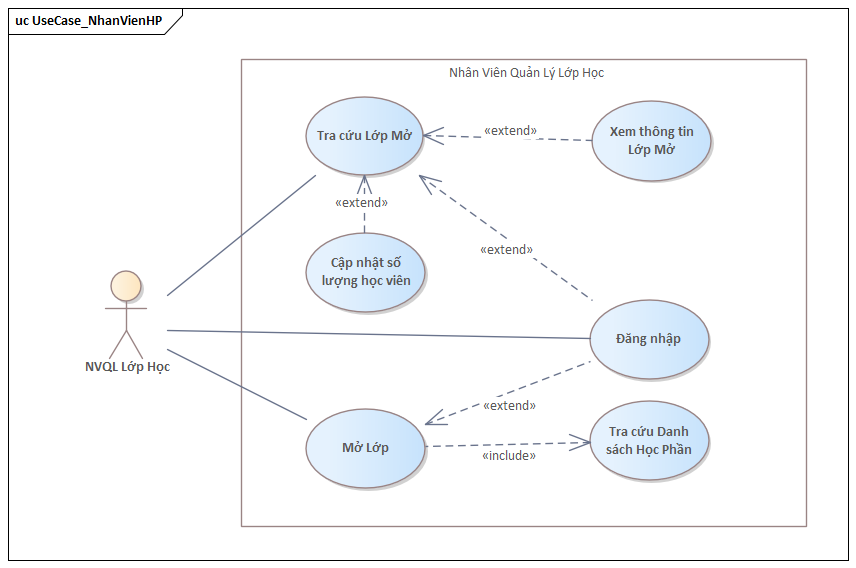 uc UseCase_NhanVienHP
Nhân Viên Quản Lý Lớp Học
Tra cứu Lớp Mở
«extend»
Xem thông tin
Lớp Mở
«extend»
Cập nhật số
lượng học viên
«extend»
NVQL Lớp Học
Đăng nhập
«extend»
Mở Lớp
«include»
Tra cứu Danh
sách Học Phần